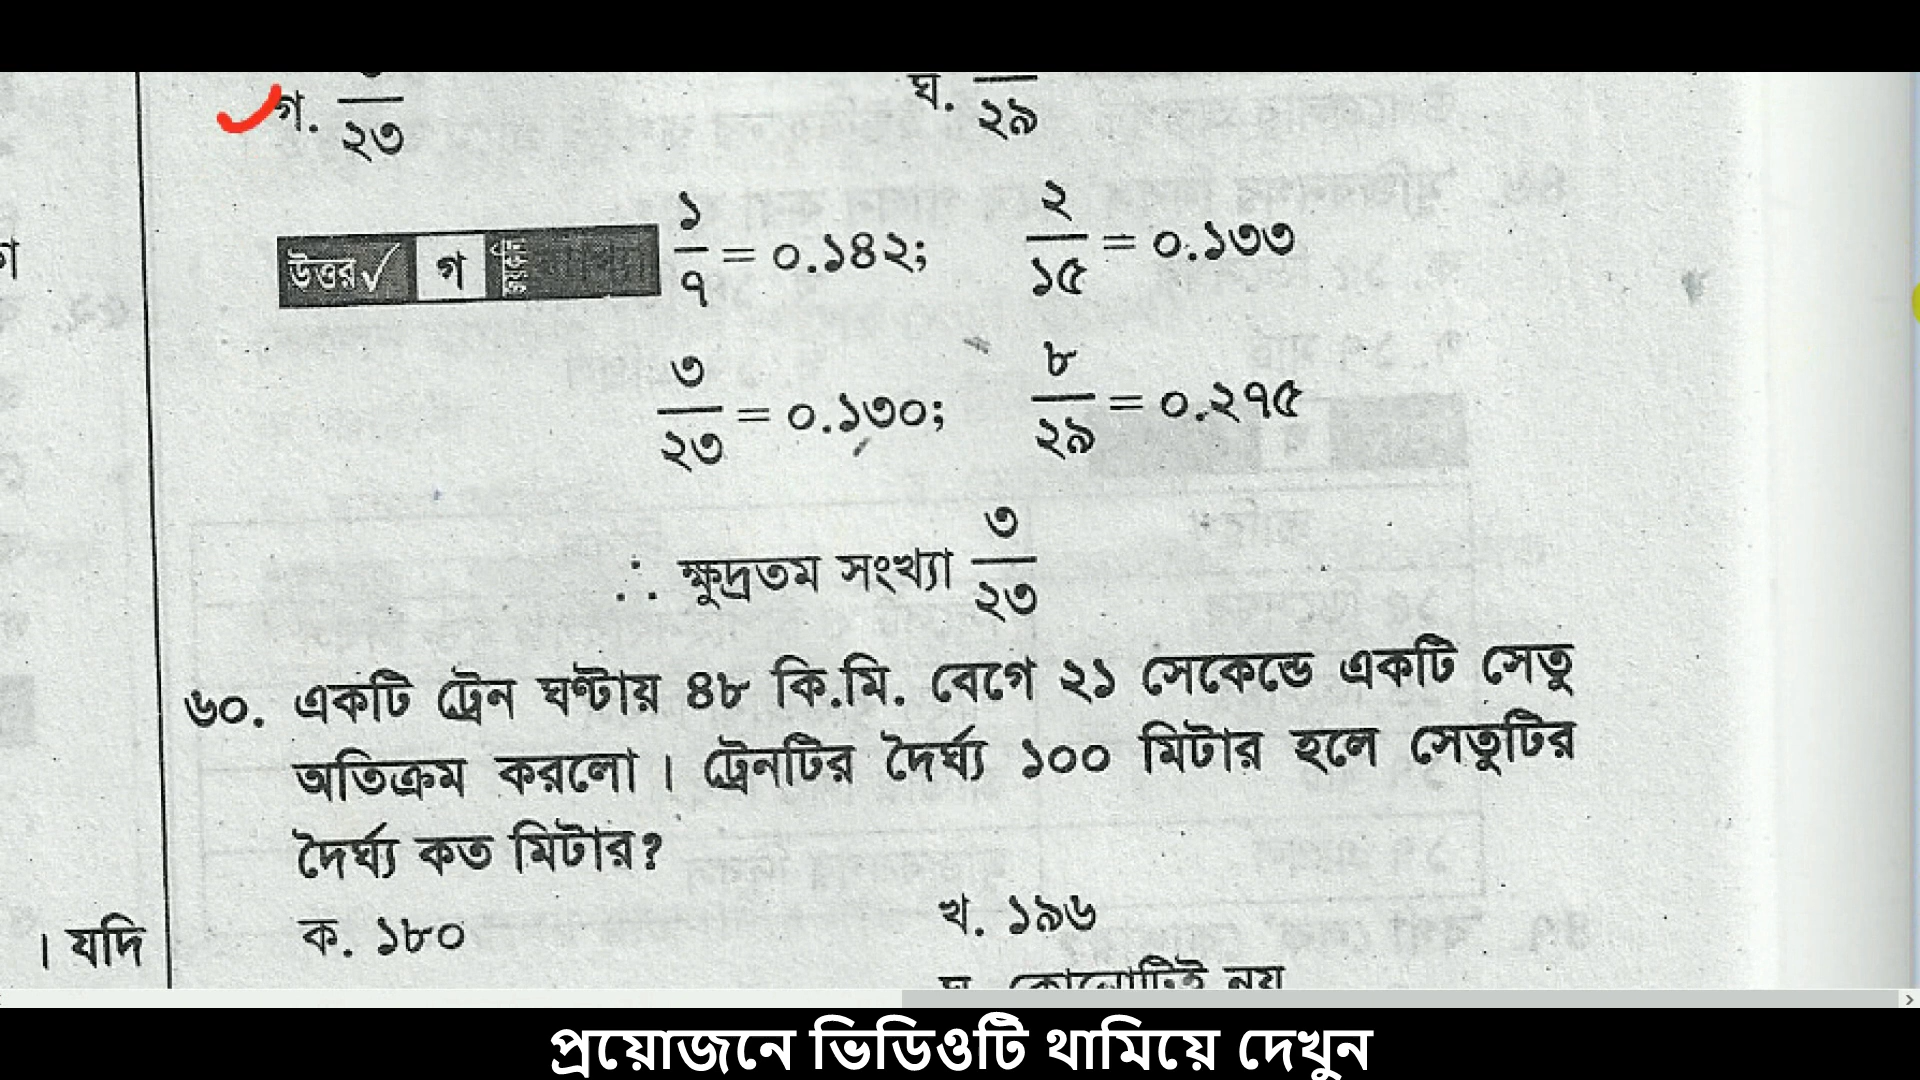 গ. ২৩
ঘ. ২৯
উত্তর✓ গ
১/৭ = ০.১৪২; ২/১৫ = ০.১৩৩
৩/২৩ = ০.১৩০; ৮/২৯ = ০.২৭৫
∴ ক্ষুদ্রতম সংখ্যা ৩/২৩
৬০. একটি ট্রেন ঘণ্টায় ৪৮ কি.মি. বেগে ২১ সেকেন্ডে একটি সেতু
অতিক্রম করলো। ট্রেনটির দৈর্ঘ্য ১০০ মিটার হলে সেতুটির
দৈর্ঘ্য কত মিটার?
ক. ১৮০
খ. ১৯৬
ঘ. কোনোটিই নয়
। যদি
প্রয়োজনে ভিডিওটি থামিয়ে দেখুন